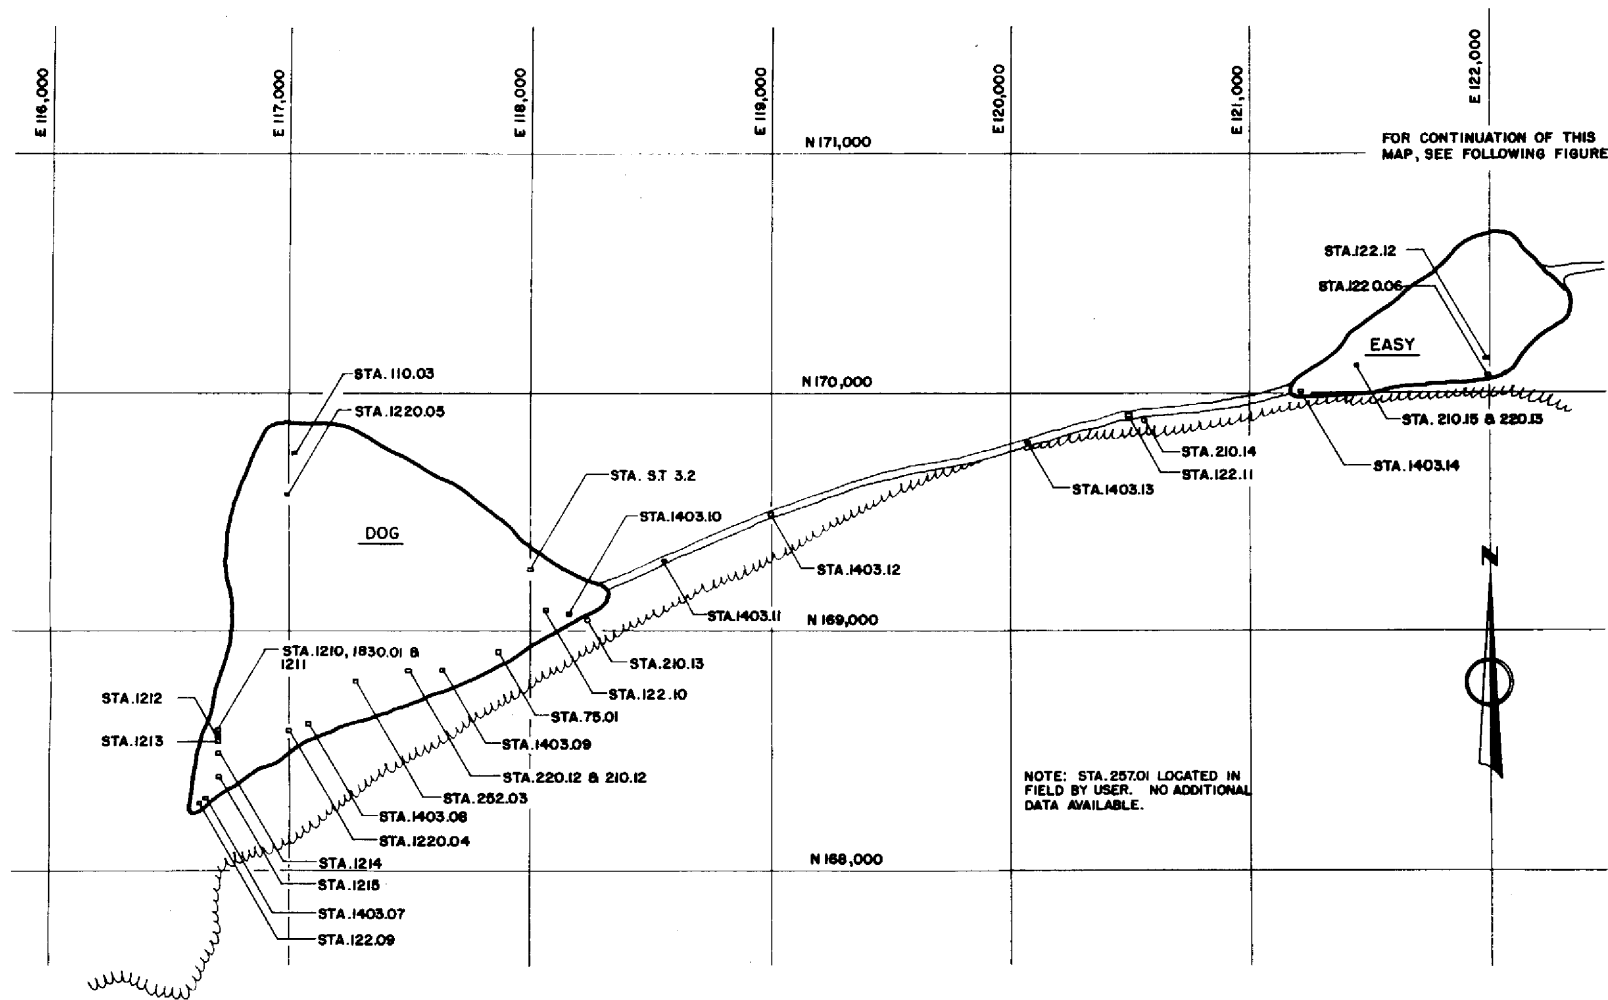 E 116,000
E 117,000
E 118,000
E 119,000
E 120,000
E 121,000
E 122,000
N 171,000
FOR CONTINUATION OF THIS
MAP, SEE FOLLOWING FIGURE
STA.122.12
STA.1220.06
EASY
STA. 110.03
N 170,000
STA.1220.05
STA. 210.15 & 220.13
STA.210.14
STA.122.11
STA.1403.14
STA. S.T 3.2
STA.1403.13
STA.1403.10
DOG
N
STA.1403.12
STA.1403.11
N 169,000
STA.1210, 1830.01 &
1211
STA.210.13
STA.122.10
STA.1212
STA.75.01
STA.1213
STA.1403.09
STA.220.12 & 210.12
NOTE: STA.257.01 LOCATED IN
FIELD BY USER. NO ADDITIONAL
DATA AVAILABLE.
STA.252.03
STA.1403.08
STA.1220.04
N 168,000
STA.1214
STA.1215
STA.1403.07
STA.122.09